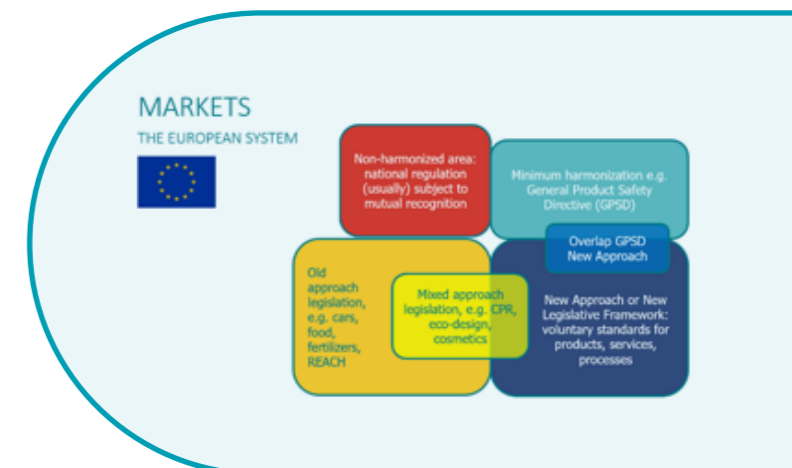 MARKETS
THE EUROPEAN SYSTEM
Non-harmonized area:
national regulation
(usually) subject to
mutual recognition
Minimum harmonization e.g.
General Product Safety
Directive (GPSD)
Overlap GPSD
New Approach
Old
approach
legislation,
e.g. cars,
food,
fertilizers,
REACH
Mixed approach
legislation, e.g. CPR,
eco-design,
cosmetics
New Approach or New
Legislative Framework:
voluntary standards for
products, services,
processes